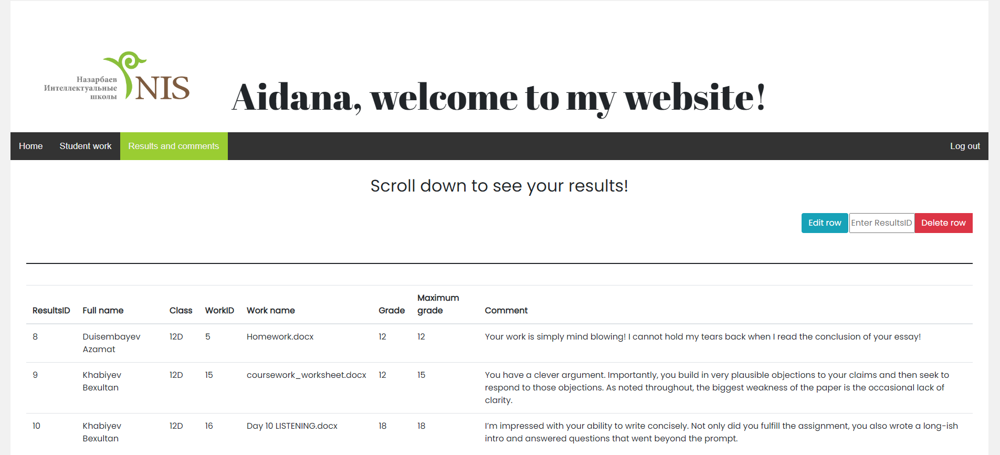 Назарбаев
Интеллектуальные
школы
NIS
Aidana, welcome to my website!
Home Student work Results and comments Log out
Scroll down to see your results!
Edit row Enter ResultsID Delete row
ResultsID Full name Class WorkID Work name Grade Maximum grade Comment
8 Duisembayev Azamat 12D 5 Homework.docx 12 12 Your work is simply mind blowing! I cannot hold my tears back when I read the conclusion of your essay!
9 Khabiyev Bexultan 12D 15 coursework_worksheet.docx 12 15 You have a clever argument. Importantly, you build in very plausible objections to your claims and then seek to
respond to those objections. As noted throughout, the biggest weakness of the paper is the occasional lack of
clarity.
10 Khabiyev Bexultan 12D 16 Day 10 LISTENING.docx 18 18 I'm impressed with your ability to write concisely. Not only did you fulfill the assignment, you also wrote a long-ish
intro and answered questions that went beyond the prompt.